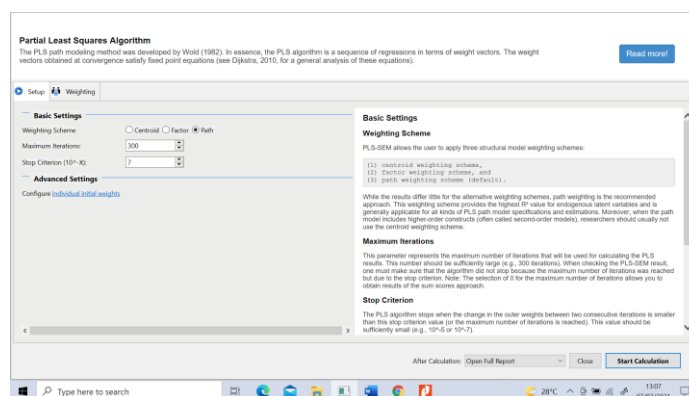 Partial Least Squares Algorithm
The PLS path modeling method was developed by Wold (1982). In essence, the PLS algorithm is a sequence of regressions in terms of weight vectors. The weight
vectors obtained at convergence satisfy fixed point equations (see Dijkstra, 2010, for a general analysis of these equations).
Read more!
Setup Weighting
Basic Settings
Weighting Scheme Centroid Factor Path
Maximum Iterations: 300
Stop Criterion (10^-X): 7
Advanced Settings
Configure individual initial weights
Basic Settings
Weighting Scheme
PLS-SEM allows the user to apply three structural model weighting schemes:
(1) centroid weighting scheme,
(2) factor weighting scheme, and
(3) path weighting scheme (default).
While the results differ little for the alternative weighting schemes, path weighting is the recommended
approach. This weighting scheme provides the highest R² value for endogenous latent variables and is
generally applicable for all kinds of PLS path model specifications and estimations. Moreover, when the path
model includes higher-order constructs (often called second-order models), researchers should usually not
use the centroid weighting scheme.
Maximum Iterations
This parameter represents the maximum number of iterations that will be used for calculating the PLS
results. This number should be sufficiently large (e.g., 300 iterations). When checking the PLS-SEM result,
one must make sure that the algorithm did not stop because the maximum number of iterations was reached
but due to the stop criterion. Note: The selection of 0 for the maximum number of iterations allows you to
obtain results of the sum scores approach.
Stop Criterion
The PLS algorithm stops when the change in the outer weights between two consecutive iterations is smaller
than this stop criterion value (or the maximum number of iterations is reached). This value should be
sufficiently small (e.g., 10^-5 or 10^-7).
After Calculation: Open Full Report Close Start Calculation
Type here to search
28°C
13:07